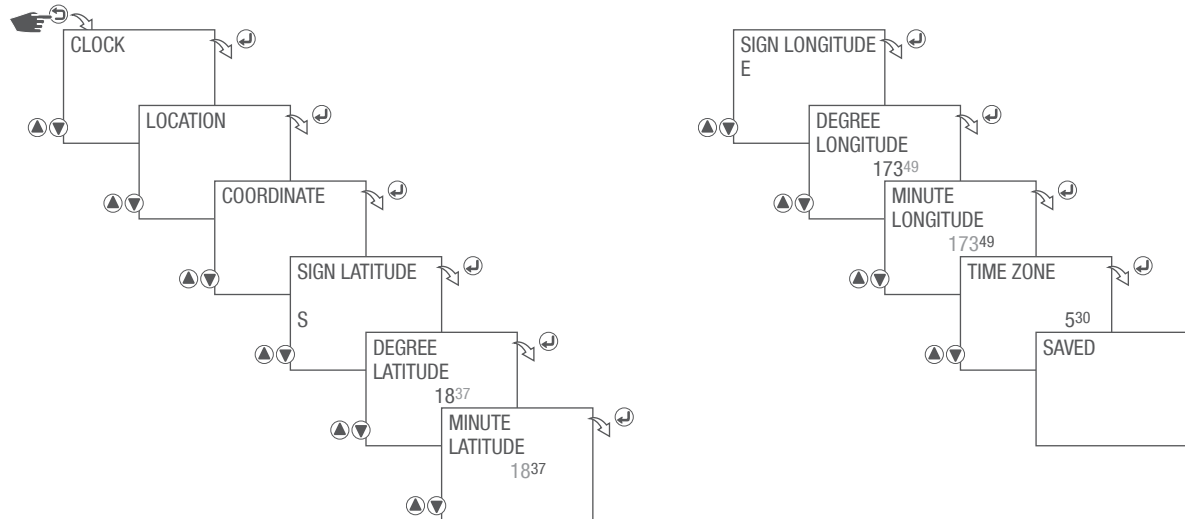 CLOCK
LOCATION
COORDINATE
SIGN LATITUDE
S
DEGREE
LATITUDE
18³⁷
MINUTE
LATITUDE
18³⁷
SIGN LONGITUDE
E
DEGREE
LONGITUDE
173⁴⁹
MINUTE
LONGITUDE
173⁴⁹
TIME ZONE
5³⁰
SAVED